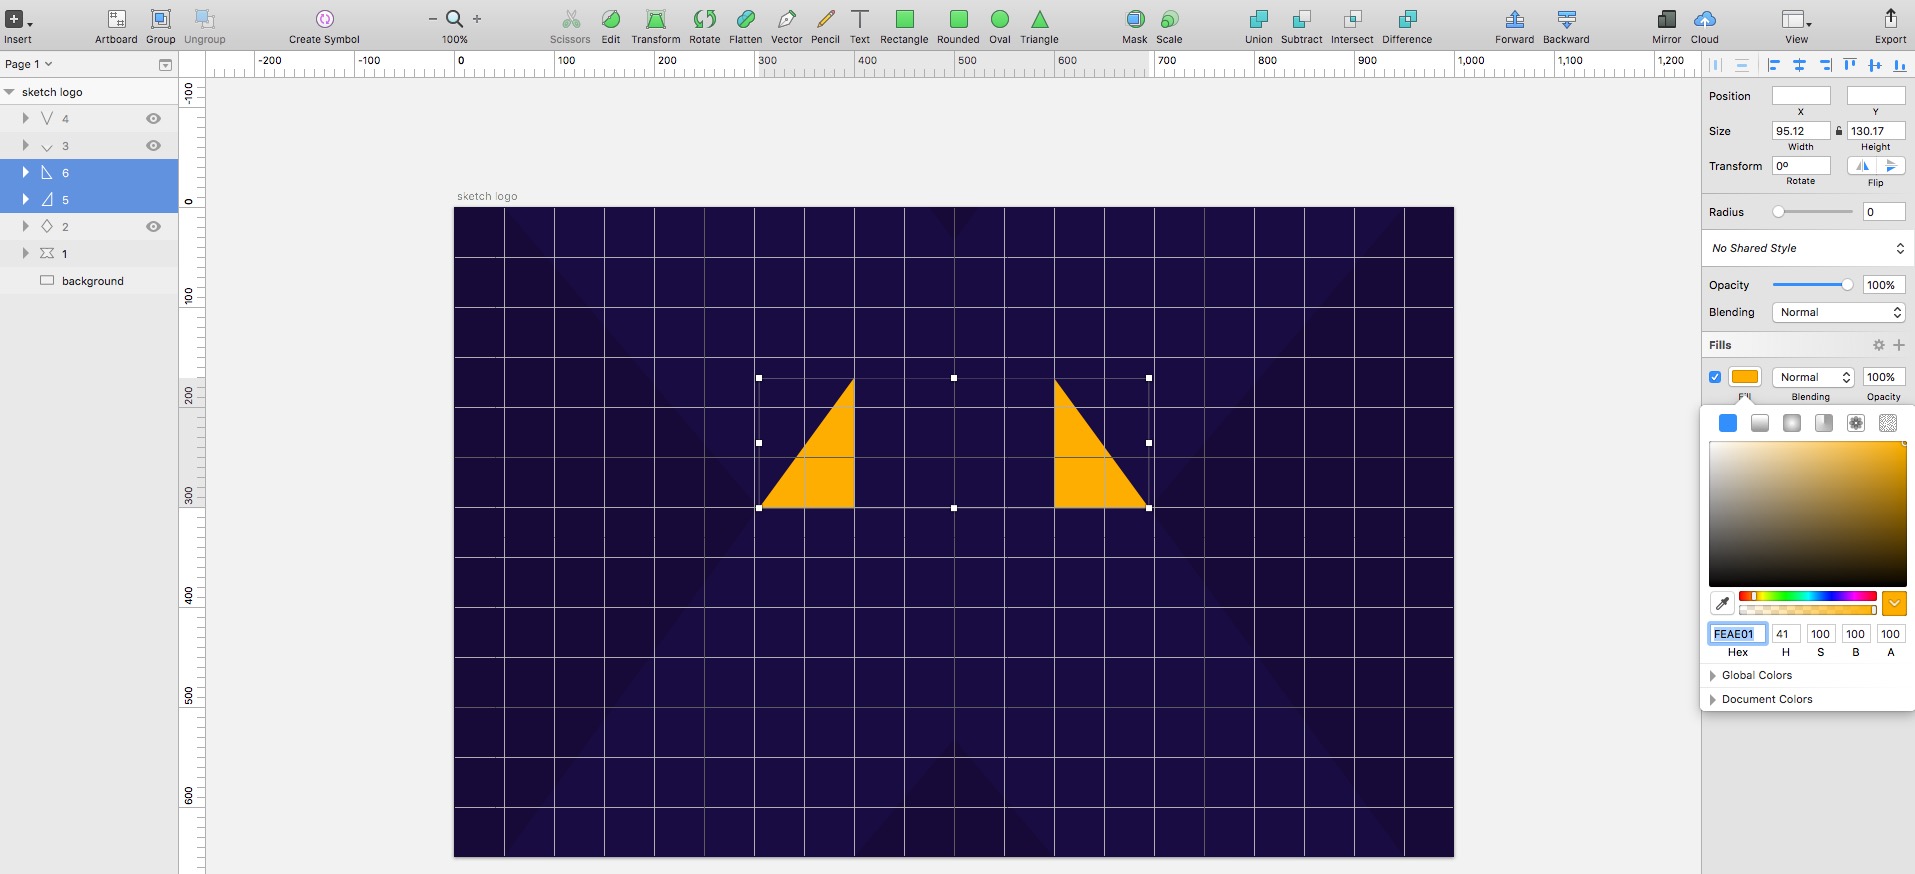 Insert Artboard Group Ungroup Create Symbol 100% Scissors Edit Transform Rotate Flatten Vector Pencil Text Rectangle Rounded Oval Triangle Mask Scale Union Subtract Intersect Difference Forward Backward Mirror Cloud View Export
Page 1
-200 -100 0 100 200 300 400 500 600 700 800 900 1,000 1,100 1,200
sketch logo
4
3
6
5
2
1
background
-100
0
100
200
300
400
500
600
sketch logo
Position
X Y
Size 95.12 130.17
Width Height
Transform 0º
Rotate Flip
Radius 0
No Shared Style
Opacity 100%
Blending Normal
Fills
Normal 100%
Fill Blending Opacity
FEAE01 41 100 100 100
Hex H S B A
Global Colors
Document Colors